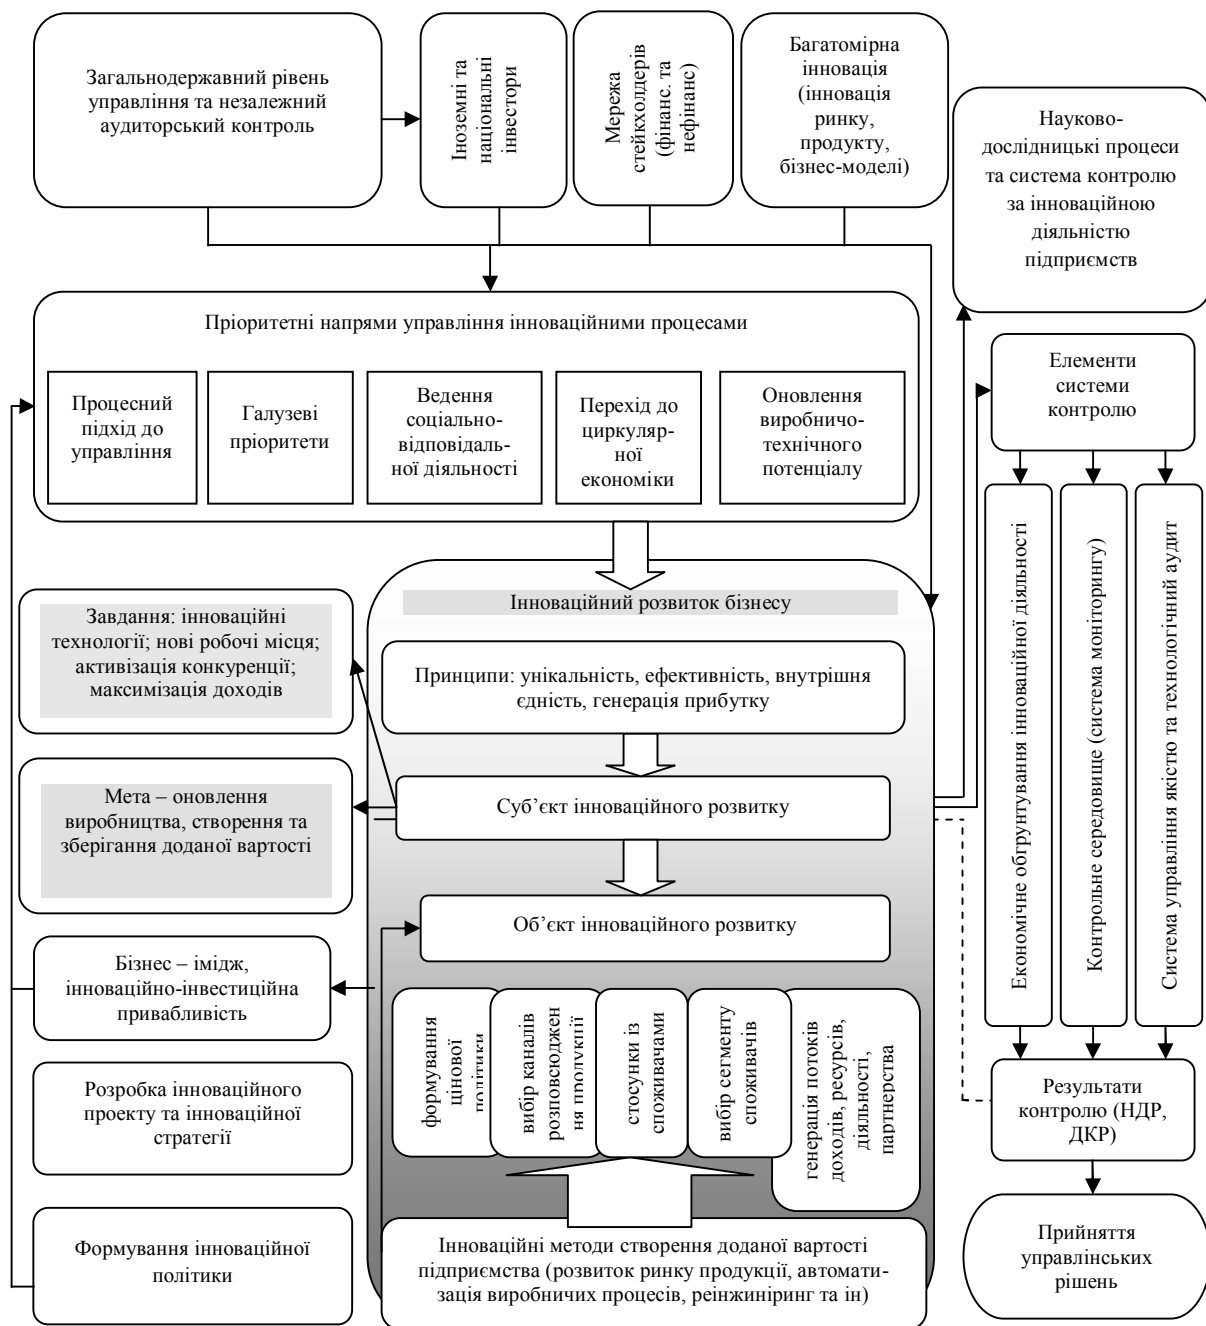 Загальнодержавний рівень
управління та незалежний
аудиторський контроль
Іноземні та
національні
інвестори
Мережа
стейкхолдерів
(фінанс. та
нефінанс)
Багатомірна
інновація
(інновація
ринку,
продукту,
бізнес-моделі)
Науково-
дослідницькі процеси
та система контролю
за інноваційною
діяльністю
підприємств
Пріоритетні напрями управління інноваційними процесами
Процесний
підхід до
управління
Галузеві
пріоритети
Ведення
соціально-
відповідаль-
ної діяльності
Перехід до
циркуляр-
ної
економіки
Оновлення
виробничо-
технічного
потенціалу
Елементи
системи
контролю
Економічне обгрунтування інноваційної діяльності
Контрольне середовище (система моніторингу)
Система управління якістю та технологічний аудит
Інноваційний розвиток бізнесу
Завдання: інноваційні
технології; нові робочі місця;
активізація конкуренції;
максимізація доходів
Принципи: унікальність, ефективність, внутрішня
єдність, генерація прибутку
Мета – оновлення
виробництва, створення та
зберігання доданої вартості
Суб’єкт інноваційного розвитку
Об’єкт інноваційного розвитку
Бізнес – імідж,
інноваційно-інвестиційна
привабливість
формування
цінової
політики
вибір каналів
розповсюджен
ня продукції
стосунки із
споживачами
вибір сегменту
споживачів
генерація потоків
доходів, ресурсів,
діяльності,
партнерства
Результати
контролю (НДР,
ДКР)
Розробка інноваційного
проекту та інноваційної
стратегії
Формування інноваційної
політики
Інноваційні методи створення доданої вартості
підприємства (розвиток ринку продукції, автомати-
зація виробничих процесів, реінжиніринг та ін)
Прийняття
управлінських
рішень